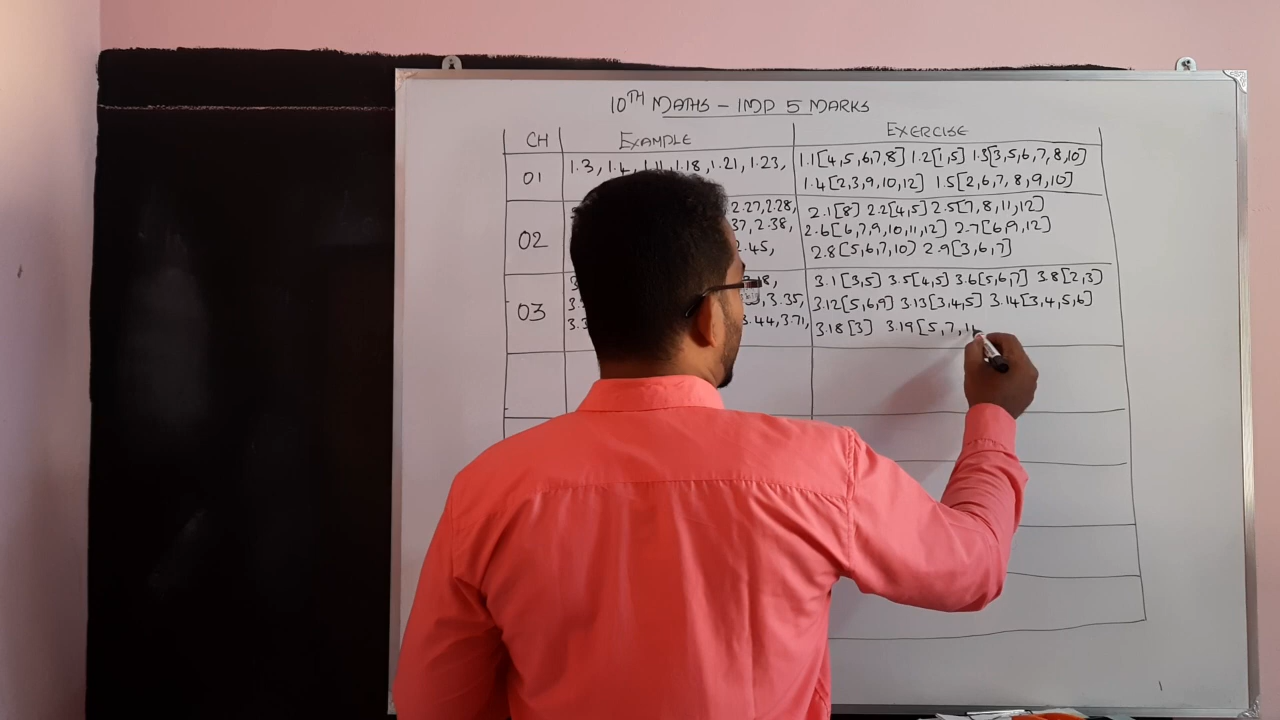 10TH MATHS - IMP 5 MARKS
CH EXAMPLE EXERCISE
01 1.3, 1.4, 1.11, 1.18, 1.21, 1.23, 1.1[4,5,6,7,8] 1.2[1,5] 1.3[3,5,6,7,8,10]
1.4[2,3,9,10,12] 1.5[2,6,7,8,9,10]
2.27, 2.28, 2.1[8] 2.2[4,5] 2.5[7,8,11,12]
02 2.38, 2.6[6,7,9,10,11,12] 2.7[6,9,12]
2.45, 2.8[5,6,7,10) 2.9[3,6,7]
3.1[3,5] 3.5[4,5] 3.6[5,6,7] 3.8[2,3)
03 3.35, 3.12[5,6,9] 3.13[3,4,5] 3.14[3,4,5,6]
3.44, 3.71, 3.18[3] 3.19[5,7,